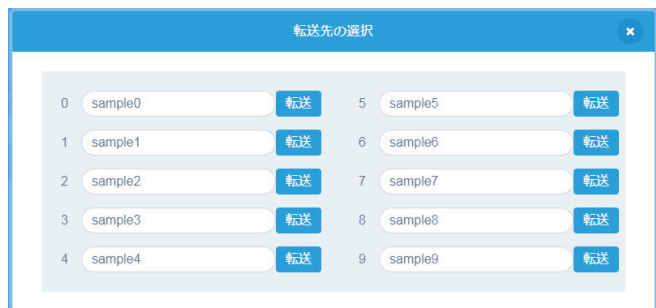 転送先の選択
0 sample0 転送 5 sample5 転送
1 sample1 転送 6 sample6 転送
2 sample2 転送 7 sample7 転送
3 sample3 転送 8 sample8 転送
4 sample4 転送 9 sample9 転送